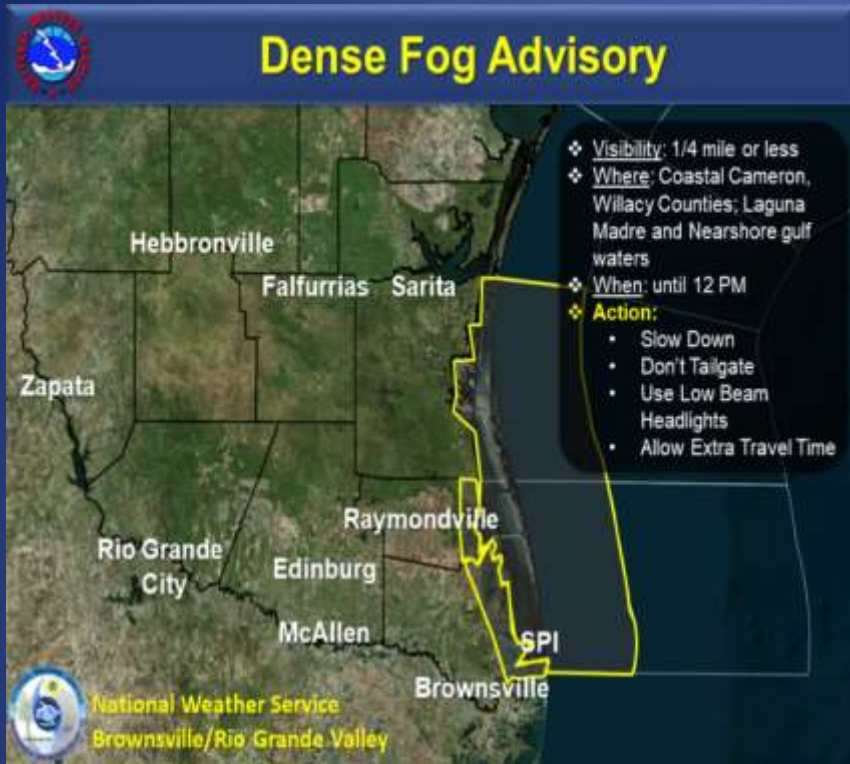 Dense Fog Advisory
❖ Visibility: 1/4 mile or less
❖ Where: Coastal Cameron,
Willacy Counties; Laguna
Madre and Nearshore gulf
waters
❖ When: until 12 PM
❖ Action:
• Slow Down
• Don't Tailgate
• Use Low Beam
Headlights
• Allow Extra Travel Time
Hebbronville
Falfurrias
Sarita
Zapata
Raymondville
Rio Grande
City
Edinburg
McAllen
SPI
Brownsville
National Weather Service
Brownsville/Rio Grande Valley